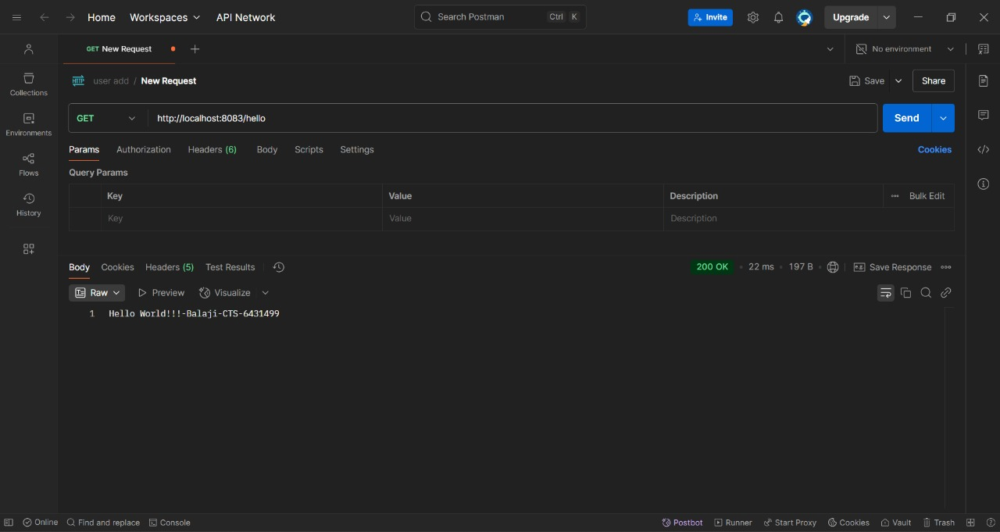 Home Workspaces API Network Search Postman Ctrl K Invite Upgrade
GET New Request No environment
HTTP user add / New Request Save Share
Collections
Environments
Flows
History
GET http://localhost:8083/hello Send
Params Authorization Headers (6) Body Scripts Settings Cookies
Query Params
Key Value Description Bulk Edit
Key Value Description
Body Cookies Headers (5) Test Results 200 OK 22 ms 197 B e.g. Save Response
Raw Preview Visualize
1 Hello World!!!-Balaji-CTS-6431499
Online Find and replace Console Postbot Runner Start Proxy Cookies Vault Trash